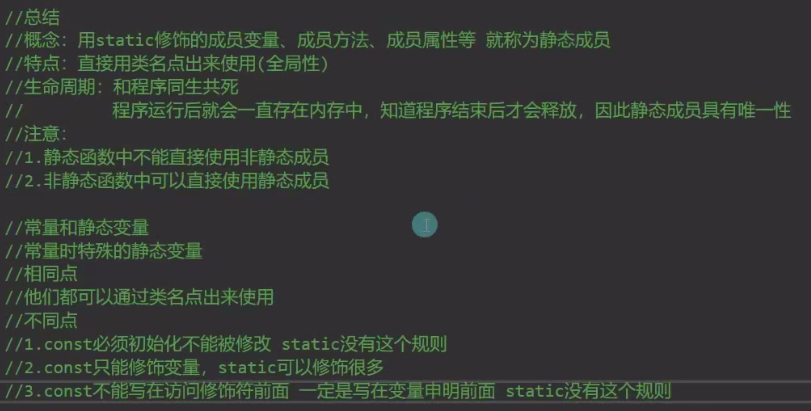 //总结
//概念：用static修饰的成员变量、成员方法、成员属性等 就称为静态成员
//特点：直接用类名点出来使用(全局性)
//生命周期：和程序同生共死
//        程序运行后就会一直存在内存中，知道程序结束后才会释放，因此静态成员具有唯一性
//注意：
//1.静态函数中不能直接使用非静态成员
//2.非静态函数中可以直接使用静态成员
//常量和静态变量
//常量时特殊的静态变量
//相同点
//他们都可以通过类名点出来使用
//不同点
//1.const必须初始化不能被修改 static没有这个规则
//2.const只能修饰变量，static可以修饰很多
//3.const不能写在访问修饰符前面 一定是写在变量申明前面 static没有这个规则